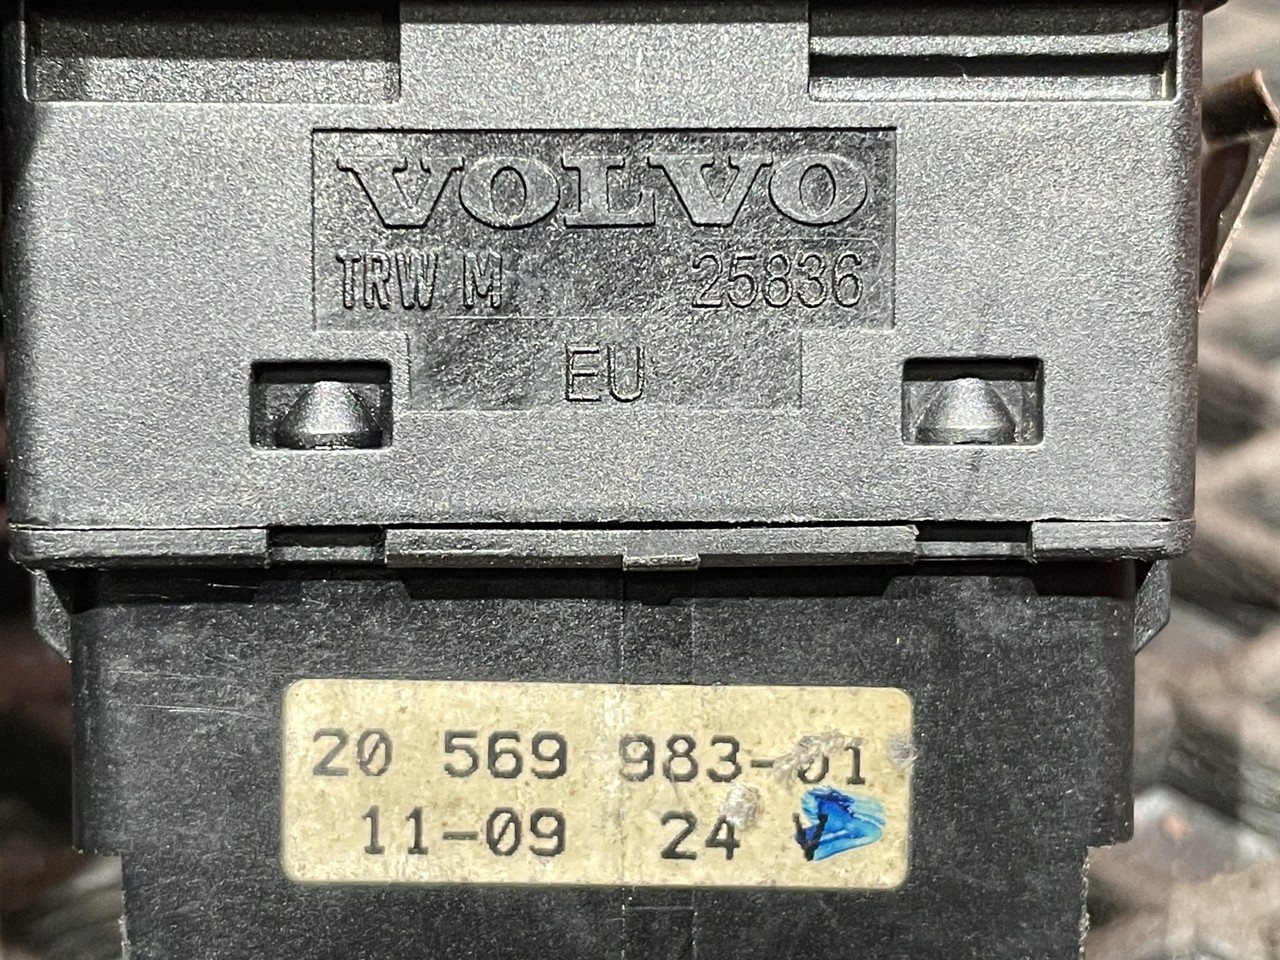 VOLVO
TRW M 25836
EU
20 569 983-01
11-09 24 V